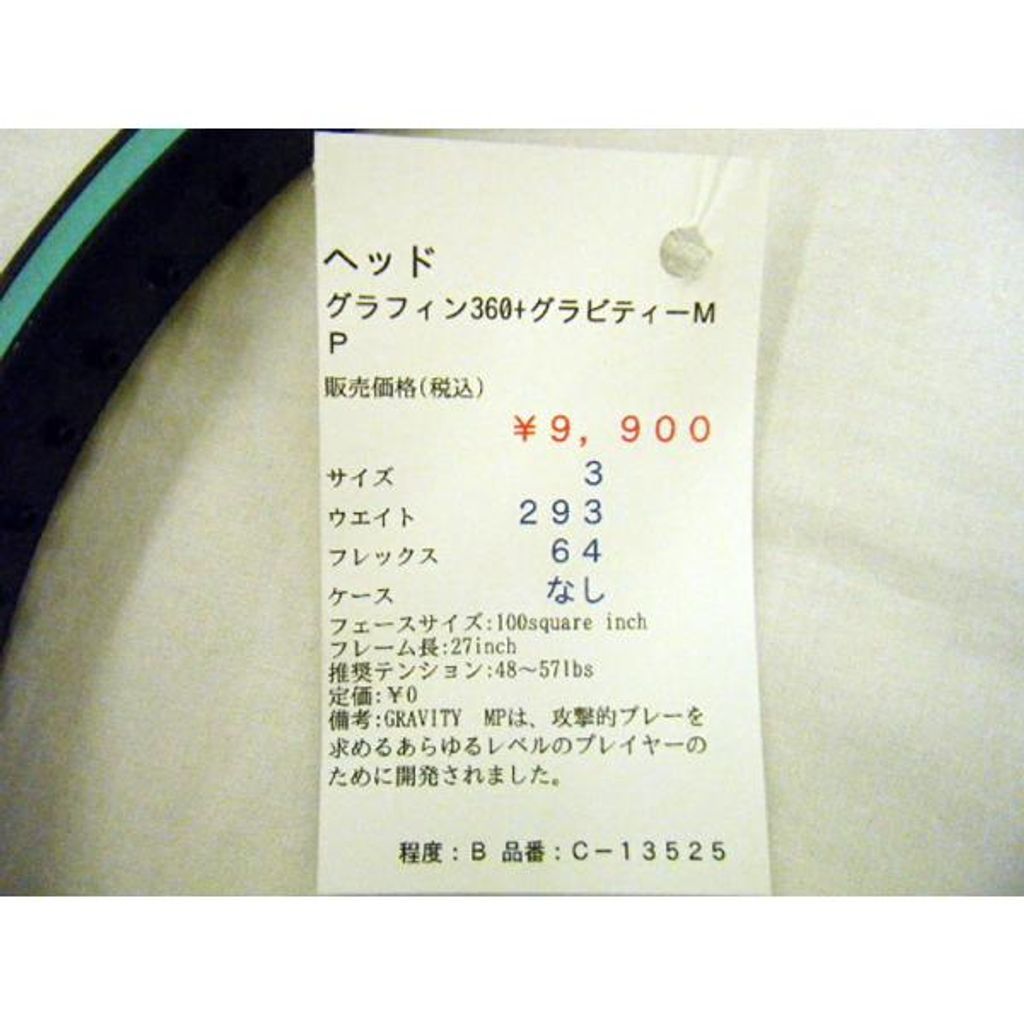 ヘッド
グラフィン360+グラビティーM
P
販売価格(税込)
￥９，９００
サイズ ３
ウエイト ２９３
フレックス ６４
ケース なし
フェースサイズ:100square inch
フレーム長:27inch
推奨テンション:48～57lbs
定価:￥0
備考:GRAVITY　MPは、攻撃的プレーを
求めるあらゆるレベルのプレイヤーの
ために開発されました。
程度：Ｂ 品番：Ｃ－１３５２５